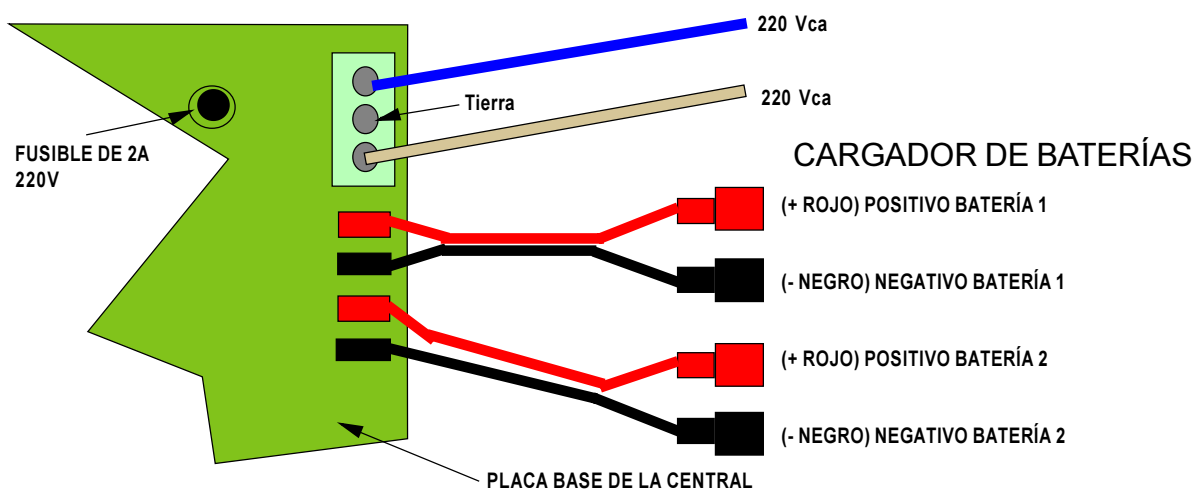 220 Vca
Tierra
220 Vca
FUSIBLE DE 2A
220V
CARGADOR DE BATERÍAS
(+ ROJO) POSITIVO BATERÍA 1
(- NEGRO) NEGATIVO BATERÍA 1
(+ ROJO) POSITIVO BATERÍA 2
(- NEGRO) NEGATIVO BATERÍA 2
PLACA BASE DE LA CENTRAL